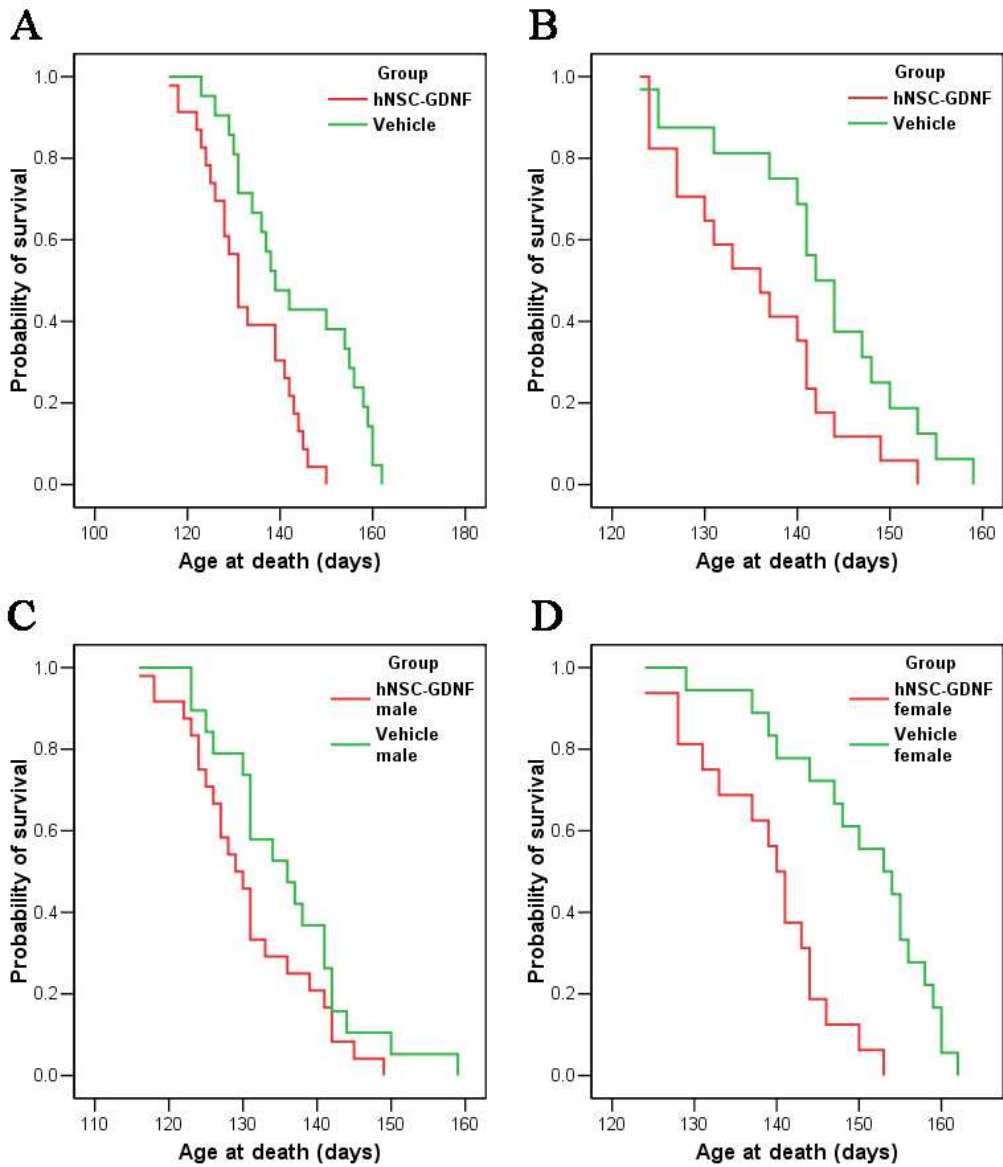 A
Group
hNSC-GDNF
Vehicle
Probability of survival
1.0
0.8
0.6
0.4
0.2
0.0
100 120 140 160 180
Age at death (days)
B
Group
hNSC-GDNF
Vehicle
Probability of survival
1.0
0.8
0.6
0.4
0.2
0.0
120 130 140 150 160
Age at death (days)
C
Group
hNSC-GDNF
male
Vehicle
male
Probability of survival
1.0
0.8
0.6
0.4
0.2
0.0
110 120 130 140 150 160
Age at death (days)
D
Group
hNSC-GDNF
female
Vehicle
female
Probability of survival
1.0
0.8
0.6
0.4
0.2
0.0
120 130 140 150 160
Age at death (days)